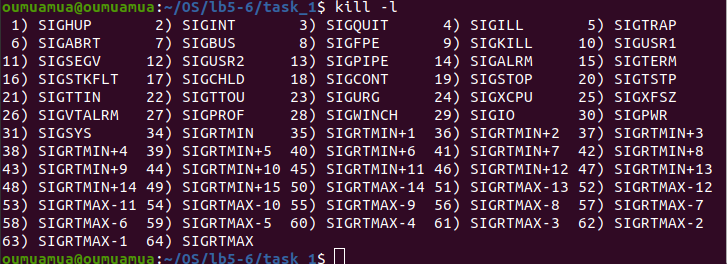 oumuamua@oumuamua:~/OS/lb5-6/task_1$ kill -l
 1) SIGHUP       2) SIGINT       3) SIGQUIT      4) SIGILL       5) SIGTRAP
 6) SIGABRT      7) SIGBUS       8) SIGFPE       9) SIGKILL     10) SIGUSR1
11) SIGSEGV     12) SIGUSR2     13) SIGPIPE     14) SIGALRM     15) SIGTERM
16) SIGSTKFLT   17) SIGCHLD     18) SIGCONT     19) SIGSTOP     20) SIGTSTP
21) SIGTTIN     22) SIGTTOU     23) SIGURG      24) SIGXCPU     25) SIGXFSZ
26) SIGVTALRM   27) SIGPROF     28) SIGWINCH    29) SIGIO       30) SIGPWR
31) SIGSYS      34) SIGRTMIN    35) SIGRTMIN+1  36) SIGRTMIN+2  37) SIGRTMIN+3
38) SIGRTMIN+4  39) SIGRTMIN+5  40) SIGRTMIN+6  41) SIGRTMIN+7  42) SIGRTMIN+8
43) SIGRTMIN+9  44) SIGRTMIN+10 45) SIGRTMIN+11 46) SIGRTMIN+12 47) SIGRTMIN+13
48) SIGRTMIN+14 49) SIGRTMIN+15 50) SIGRTMAX-14 51) SIGRTMAX-13 52) SIGRTMAX-12
53) SIGRTMAX-11 54) SIGRTMAX-10 55) SIGRTMAX-9  56) SIGRTMAX-8  57) SIGRTMAX-7
58) SIGRTMAX-6  59) SIGRTMAX-5  60) SIGRTMAX-4  61) SIGRTMAX-3  62) SIGRTMAX-2
63) SIGRTMAX-1  64) SIGRTMAX
oumuamua@oumuamua:~/OS/lb5-6/task_1$